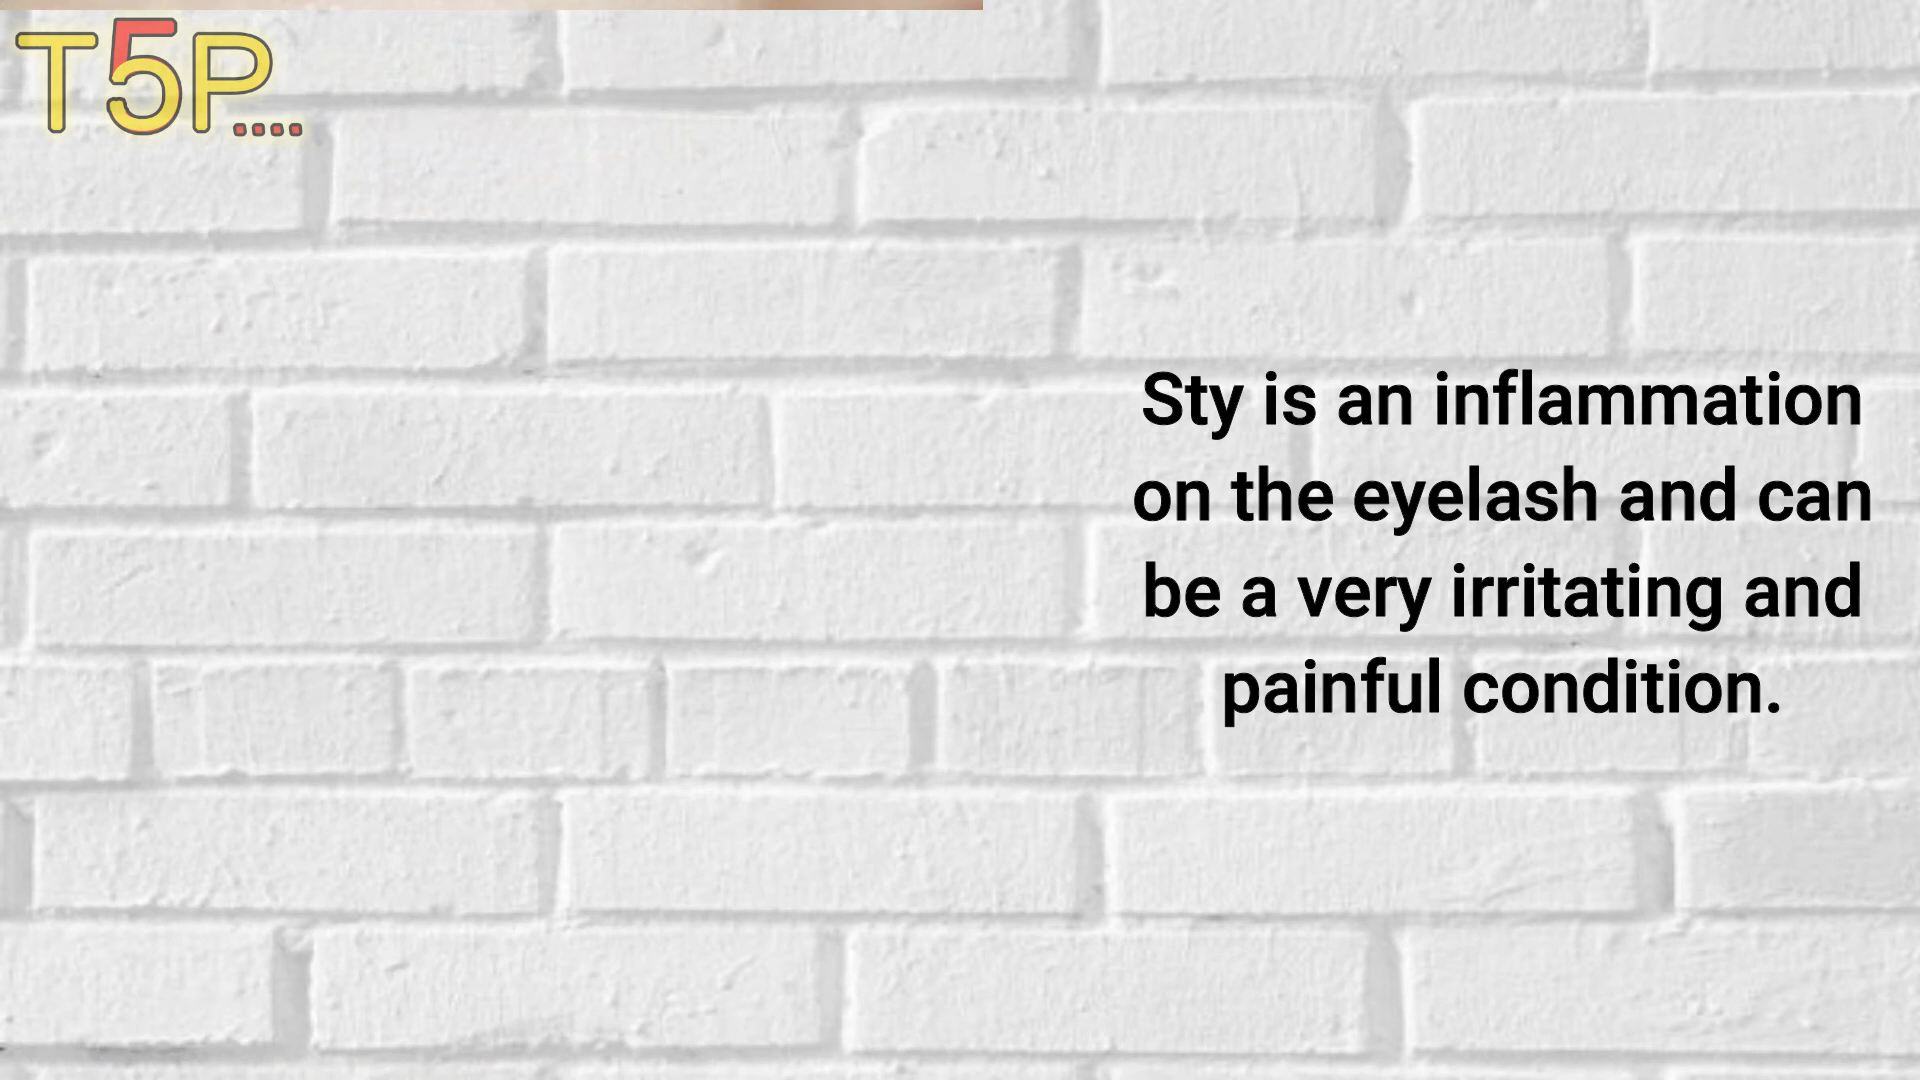 T5P....
Sty is an inflammation
on the eyelash and can
be a very irritating and
painful condition.